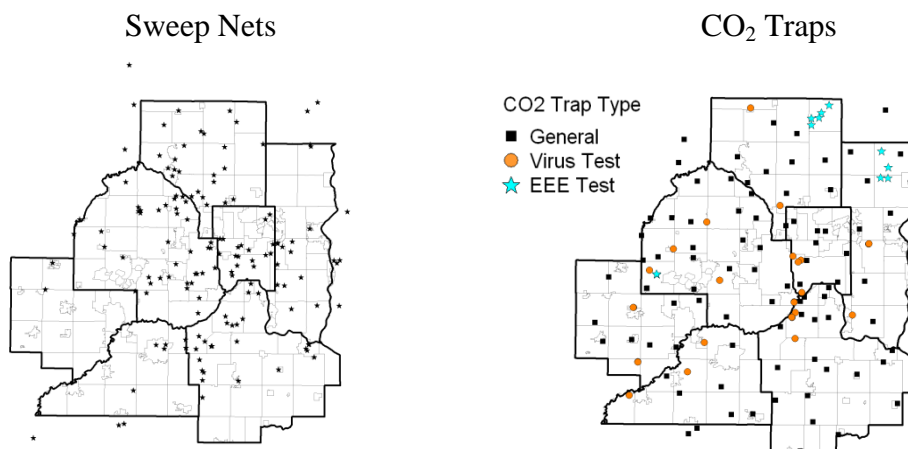 Sweep Nets
CO₂ Traps
CO2 Trap Type
General
Virus Test
EEE Test